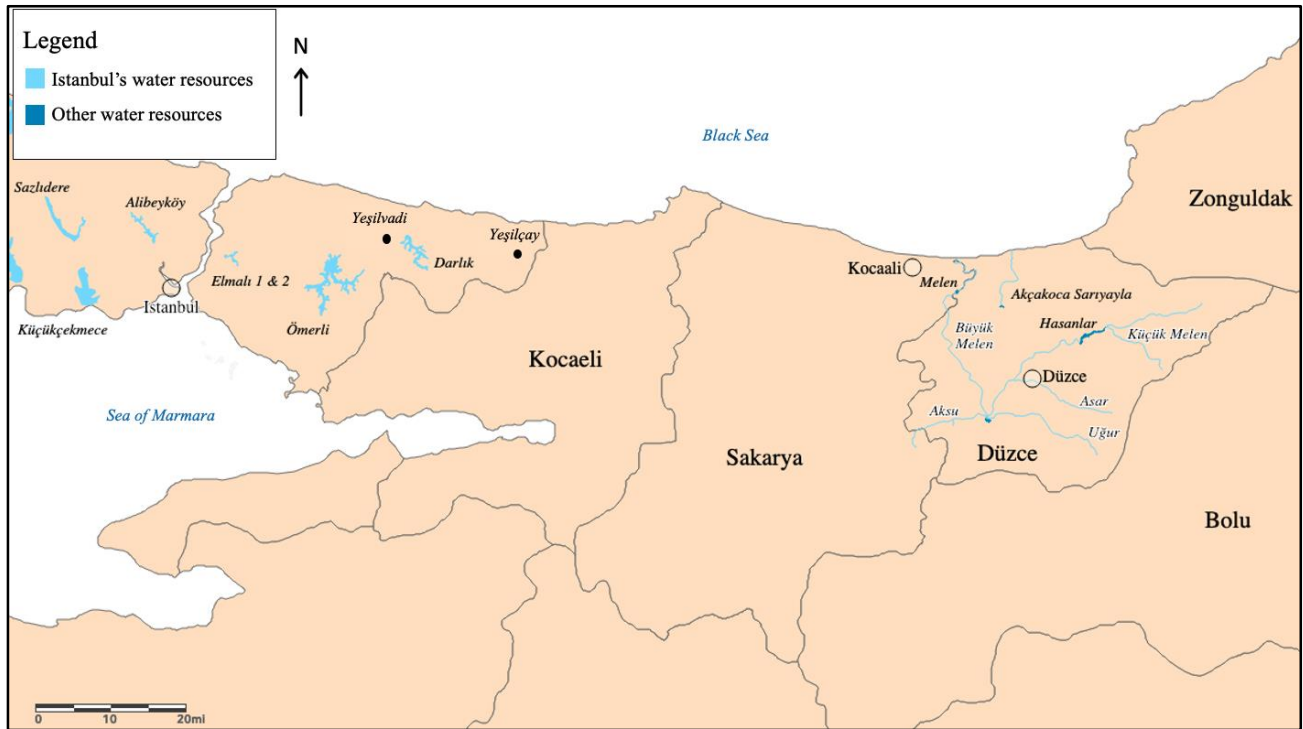 Legend
Istanbul's water resources
Other water resources
N
Black Sea
Sazlıdere
Alibeyköy
Zonguldak
Yeşilvadi
Yeşilçay
Darlık
Elmalı 1 & 2
Kocaali
Melen
Istanbul
Akçakoca Sarıyayla
Küçükçekmece
Ömerli
Hasanlar
Büyük
Melen
Küçük Melen
Kocaeli
Düzce
Sea of Marmara
Aksu
Asar
Uğur
Sakarya
Düzce
Bolu
0 10 20mi